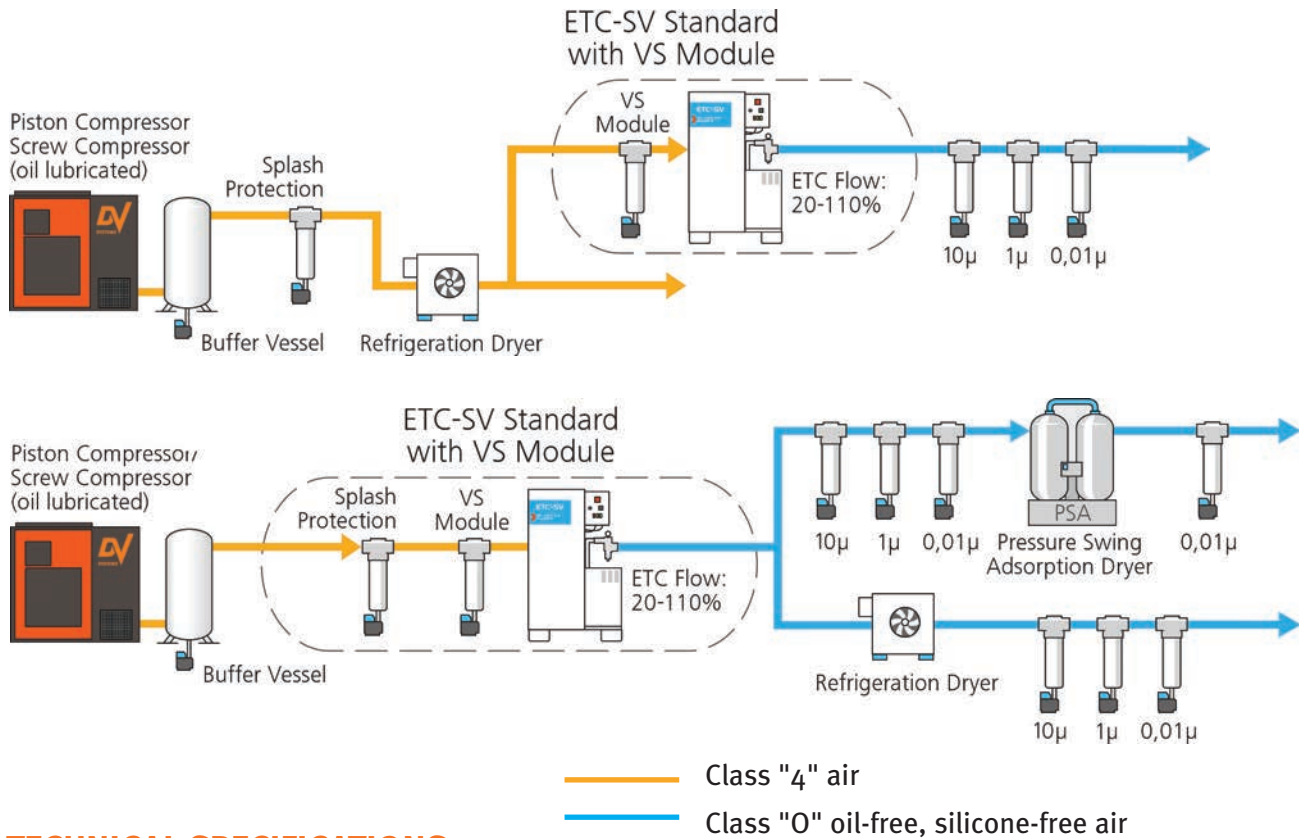 ETC-SV Standard
with VS Module
Piston Compressor
Screw Compressor
(oil lubricated)
Splash
Protection
VS
Module
ETC-SV
ETC Flow:
20-110%
DV
SYSTEMS
10µ 1µ 0,01µ
Buffer Vessel
Refrigeration Dryer
ETC-SV Standard
with VS Module
Piston Compressor/
Screw Compressor
(oil lubricated)
Splash
Protection
VS
Module
ETC-SV
ETC Flow:
20-110%
DV
SYSTEMS
Buffer Vessel
PSA
10µ 1µ 0,01µ
Pressure Swing
Adsorption Dryer
0,01µ
Refrigeration Dryer
10µ 1µ 0,01µ
Class "4" air
Class "O" oil-free, silicone-free air